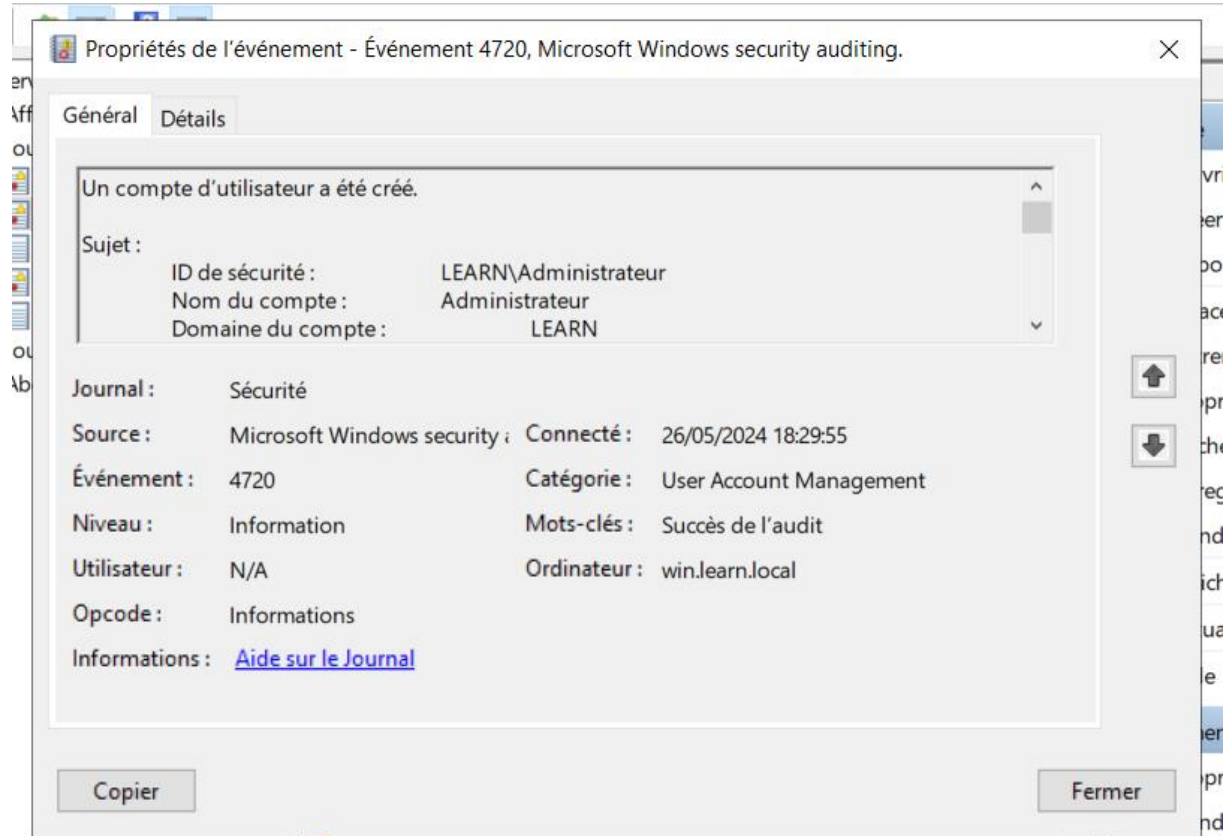 Propriétés de l'événement - Événement 4720, Microsoft Windows security auditing.
Général Détails
Un compte d'utilisateur a été créé.
Sujet :
ID de sécurité : LEARN\Administrateur
Nom du compte : Administrateur
Domaine du compte : LEARN
Journal : Sécurité
Source : Microsoft Windows security Connecté : 26/05/2024 18:29:55
Événement : 4720 Catégorie : User Account Management
Niveau : Information Mots-clés : Succès de l'audit
Utilisateur : N/A Ordinateur : win.learn.local
Opcode : Informations
Informations : Aide sur le Journal
Copier Fermer